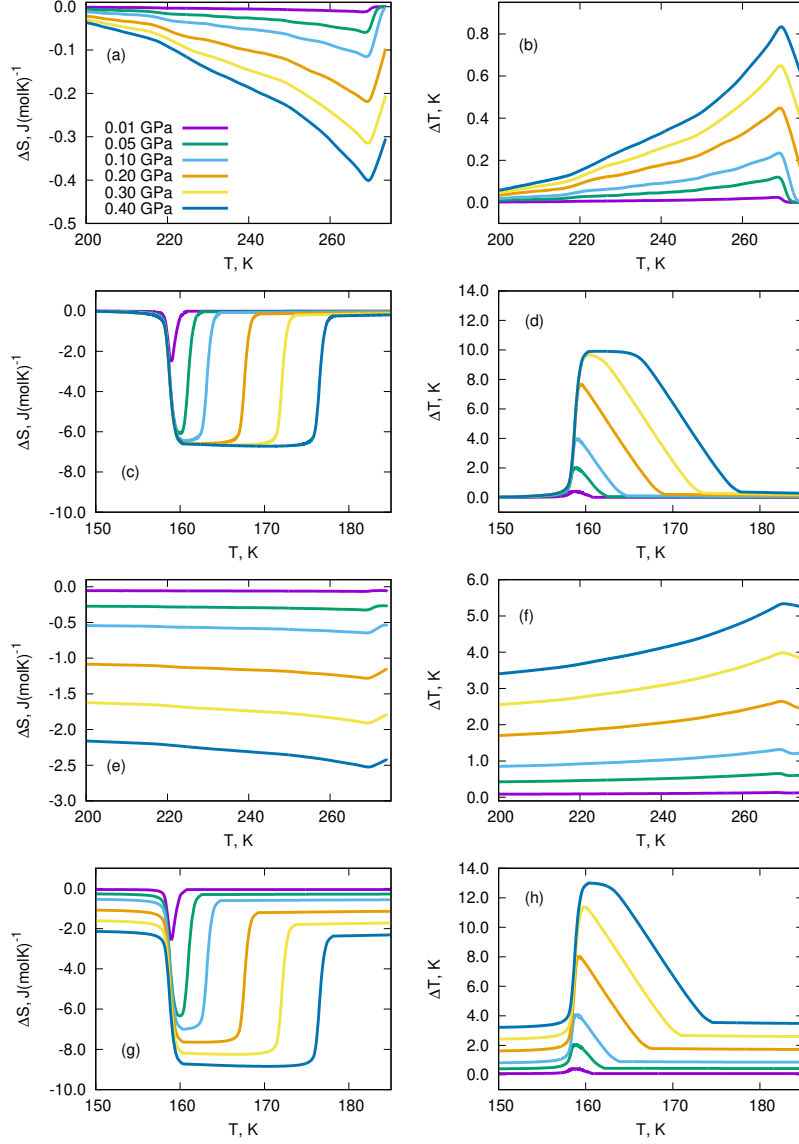 0.0
-0.1
-0.2
-0.3
-0.4
-0.5
200
220
240
260
T, K
ΔS, J(molK)⁻¹
(a)
0.01 GPa
0.05 GPa
0.10 GPa
0.20 GPa
0.30 GPa
0.40 GPa
0.8
0.6
0.4
0.2
0.0
200
220
240
260
T, K
ΔT, K
(b)
0.0
-2.0
-4.0
-6.0
-8.0
-10.0
150
160
170
180
T, K
ΔS, J(molK)⁻¹
(c)
14.0
12.0
10.0
8.0
6.0
4.0
2.0
0.0
150
160
170
180
T, K
ΔT, K
(d)
0.0
-0.5
-1.0
-1.5
-2.0
-2.5
-3.0
200
220
240
260
T, K
ΔS, J(molK)⁻¹
(e)
6.0
5.0
4.0
3.0
2.0
1.0
0.0
200
220
240
260
T, K
ΔT, K
(f)
0.0
-2.0
-4.0
-6.0
-8.0
-10.0
150
160
170
180
T, K
ΔS, J(molK)⁻¹
(g)
14.0
12.0
10.0
8.0
6.0
4.0
2.0
0.0
150
160
170
180
T, K
ΔT, K
(h)